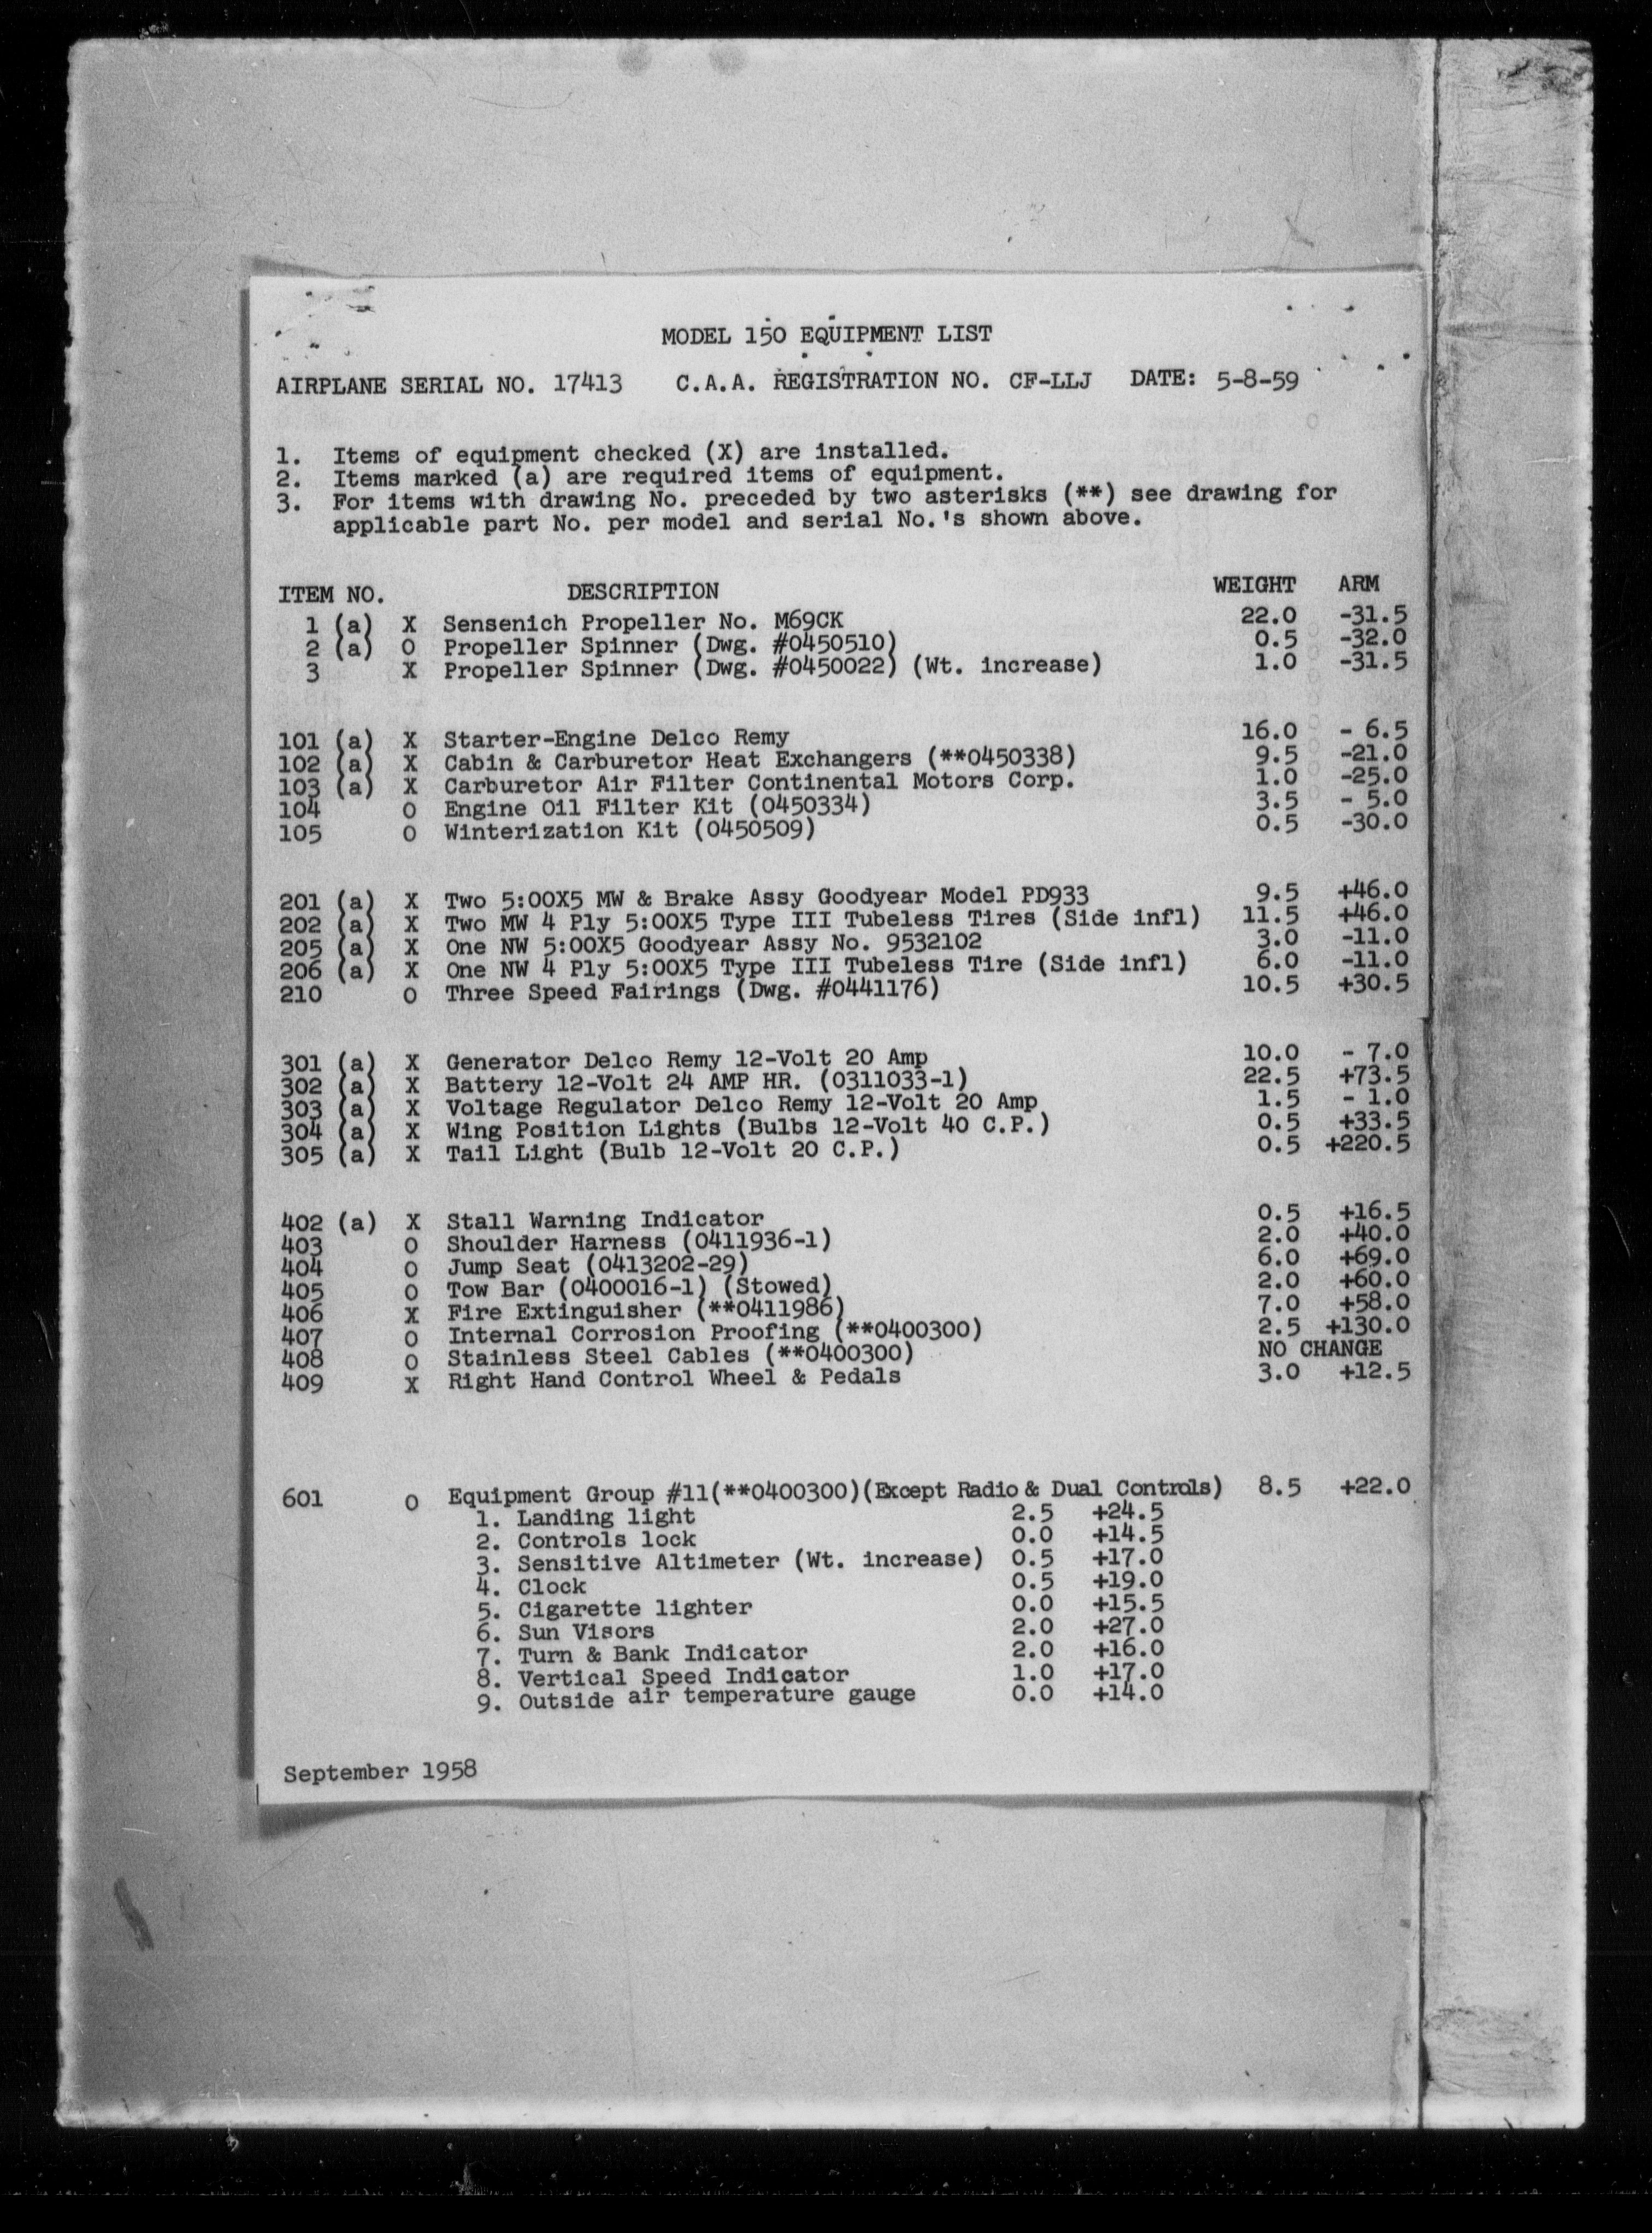 MODEL 150 EQUIPMENT LIST
AIRPLANE SERIAL NO. 17413 C.A.A. REGISTRATION NO. CF-LLJ DATE: 5-8-59
1. Items of equipment checked (X) are installed.
2. Items marked (a) are required items of equipment.
3. For items with drawing No. preceded by two asterisks (**) see drawing for
applicable part No. per model and serial No.'s shown above.
ITEM NO. DESCRIPTION WEIGHT ARM
1 (a) X Sensenich Propeller No. M69CK 22.0 -31.5
2 (a) O Propeller Spinner (Dwg. #0450510) 0.5 -32.0
3 X Propeller Spinner (Dwg. #0450022) (Wt. increase) 1.0 -31.5
101 (a) X Starter-Engine Delco Remy 16.0 - 6.5
102 (a) X Cabin & Carburetor Heat Exchangers (**0450338) 9.5 -21.0
103 (a) X Carburetor Air Filter Continental Motors Corp. 1.0 -25.0
104 O Engine Oil Filter Kit (0450334) 3.5 - 5.0
105 O Winterization Kit (0450509) 0.5 -30.0
201 (a) X Two 5:00X5 MW & Brake Assy Goodyear Model PD933 9.5 +46.0
202 (a) X Two MW 4 Ply 5:00X5 Type III Tubeless Tires (Side infl) 11.5 +46.0
205 (a) X One NW 5:00X5 Goodyear Assy No. 9532102 3.0 -11.0
206 (a) X One NW 4 Ply 5:00X5 Type III Tubeless Tire (Side infl) 6.0 -11.0
210 O Three Speed Fairings (Dwg. #0441176) 10.5 +30.5
301 (a) X Generator Delco Remy 12-Volt 20 Amp 10.0 - 7.0
302 (a) X Battery 12-Volt 24 AMP HR. (0311033-1) 22.5 +73.5
303 (a) X Voltage Regulator Delco Remy 12-Volt 20 Amp 1.5 - 1.0
304 (a) X Wing Position Lights (Bulbs 12-Volt 40 C.P.) 0.5 +33.5
305 (a) X Tail Light (Bulb 12-Volt 20 C.P.) 0.5 +220.5
402 (a) X Stall Warning Indicator 0.5 +16.5
403 O Shoulder Harness (0411936-1) 2.0 +40.0
404 O Jump Seat (0413202-29) 6.0 +69.0
405 O Tow Bar (0400016-1) (Stowed) 2.0 +60.0
406 X Fire Extinguisher (**0411986) 7.0 +58.0
407 O Internal Corrosion Proofing (**0400300) 2.5 +130.0
408 O Stainless Steel Cables (**0400300) NO CHANGE
409 X Right Hand Control Wheel & Pedals 3.0 +12.5
601 O Equipment Group #11(**0400300)(Except Radio & Dual Controls) 8.5 +22.0
1. Landing light 2.5 +24.5
2. Controls lock 0.0 +14.5
3. Sensitive Altimeter (Wt. increase) 0.5 +17.0
4. Clock 0.5 +19.0
5. Cigarette lighter 0.0 +15.5
6. Sun Visors 2.0 +27.0
7. Turn & Bank Indicator 2.0 +16.0
8. Vertical Speed Indicator 1.0 +17.0
9. Outside air temperature gauge 0.0 +14.0
September 1958